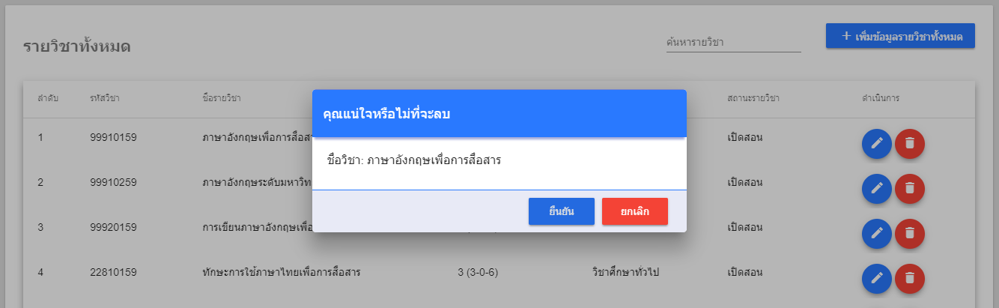 รายวิชาทั้งหมด
ค้นหารายวิชา
+ เพิ่มข้อมูลรายวิชาทั้งหมด
ลำดับ รหัสวิชา ชื่อรายวิชา สถานะรายวิชา ดำเนินการ
คุณแน่ใจหรือไม่ที่จะลบ
1 99910159 ภาษาอังกฤษเพื่อการสื่อสา เปิดสอน
ชื่อวิชา: ภาษาอังกฤษเพื่อการสื่อสาร
2 99910259 ภาษาอังกฤษระดับมหาวิท เปิดสอน
ยืนยัน ยกเลิก
3 99920159 การเขียนภาษาอังกฤษเพื่อ เปิดสอน
4 22810159 ทักษะการใช้ภาษาไทยเพื่อการสื่อสาร 3 (3-0-6) วิชาศึกษาทั่วไป เปิดสอน